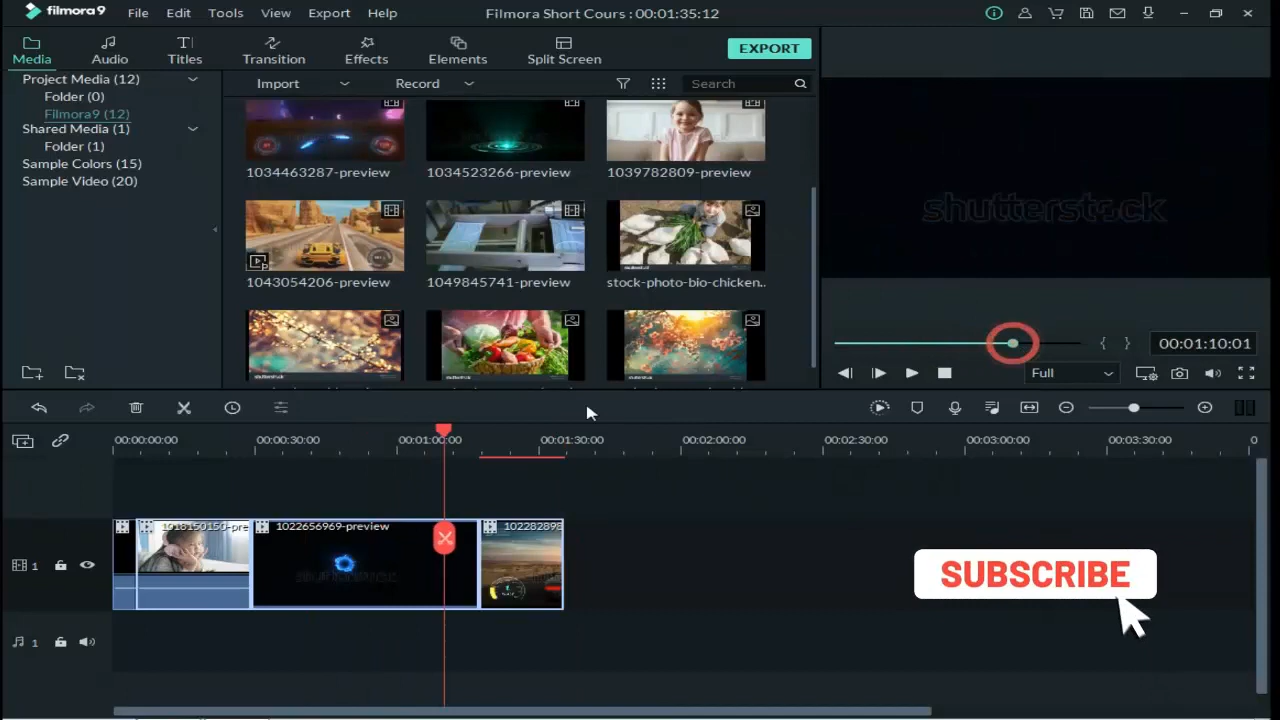 filmora9 File Edit Tools View Export Help Filmora Short Cours : 00:01:35:12
Media Audio Titles Transition Effects Elements Split Screen EXPORT
Project Media (12)
Folder (0)
Filmora9 (12)
Shared Media (1)
Folder (1)
Sample Colors (15)
Sample Video (20)
Import Record Search
1034463287-preview 1034523266-preview 1039782809-preview
1043054206-preview 1049845741-preview stock-photo-bio-chicken..
shutterstock
00:01:10:01
Full
00:00:00:00 00:00:30:00 00:01:00:00 00:01:30:00 00:02:00:00 00:02:30:00 00:03:00:00 00:03:30:00 0
1018150150-pre 1022656969-preview 102282898
shutterstock
1
1
SUBSCRIBE